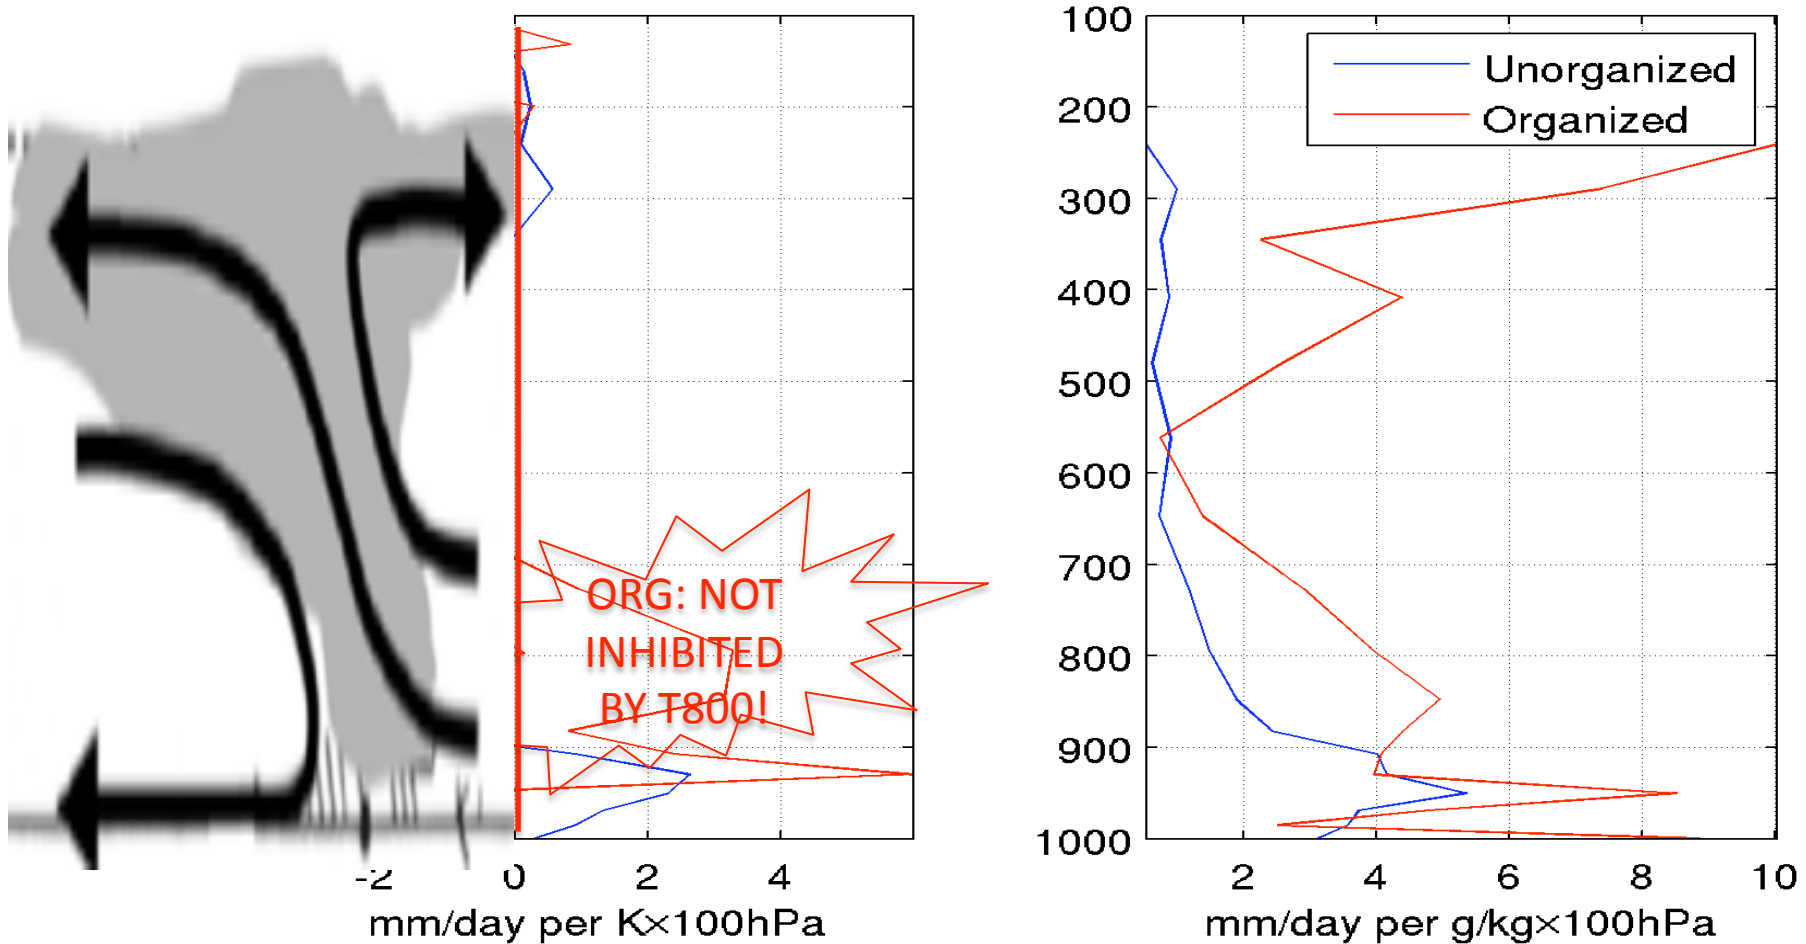 100
200
300
400
500
600
700
800
900
1000
Unorganized
Organized
ORG: NOT
INHIBITED
BY T800!
-2
0
2
4
2
4
6
8
10
mm/day per K×100hPa
mm/day per g/kg×100hPa